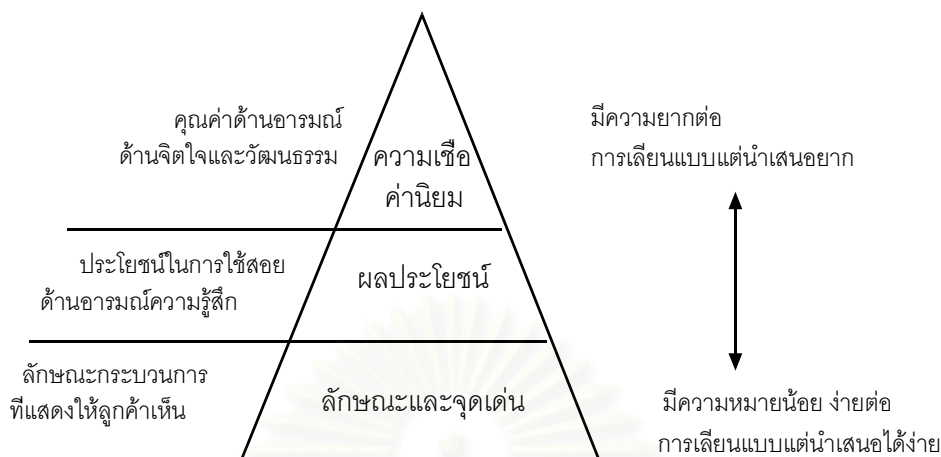 คุณค่าด้านอารมณ์
ด้านจิตใจและวัฒนธรรม
ความเชื่อ
ค่านิยม
มีความยากต่อ
การเลียนแบบแต่นำเสนอยาก
ประโยชน์ในการใช้สอย
ด้านอารมณ์ความรู้สึก
ผลประโยชน์
ลักษณะกระบวนการ
ทีแสดงให้ลูกค้าเห็น
ลักษณะและจุดเด่น
มีความหมายน้อย ง่ายต่อ
การเลียนแบบแต่นำเสนอได้ง่าย